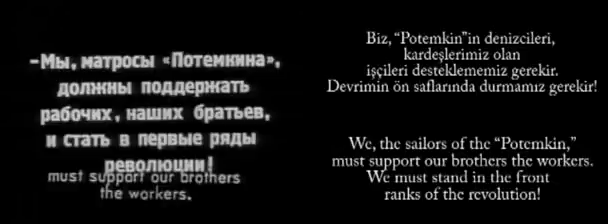 -Мы, матросы «Потемкина»,
должны поддержать
рабочих, наших братьев,
и стать в первые ряды
революции!
must support our brothers
the workers.
Biz, “Potemkin”in denizcileri,
kardeşlerimiz olan
işçileri desteklememiz gerekir.
Devrimin ön saflarında durmamız gerekir!
We, the sailors of the “Potemkin,”
must support our brothers the workers.
We must stand in the front
ranks of the revolution!